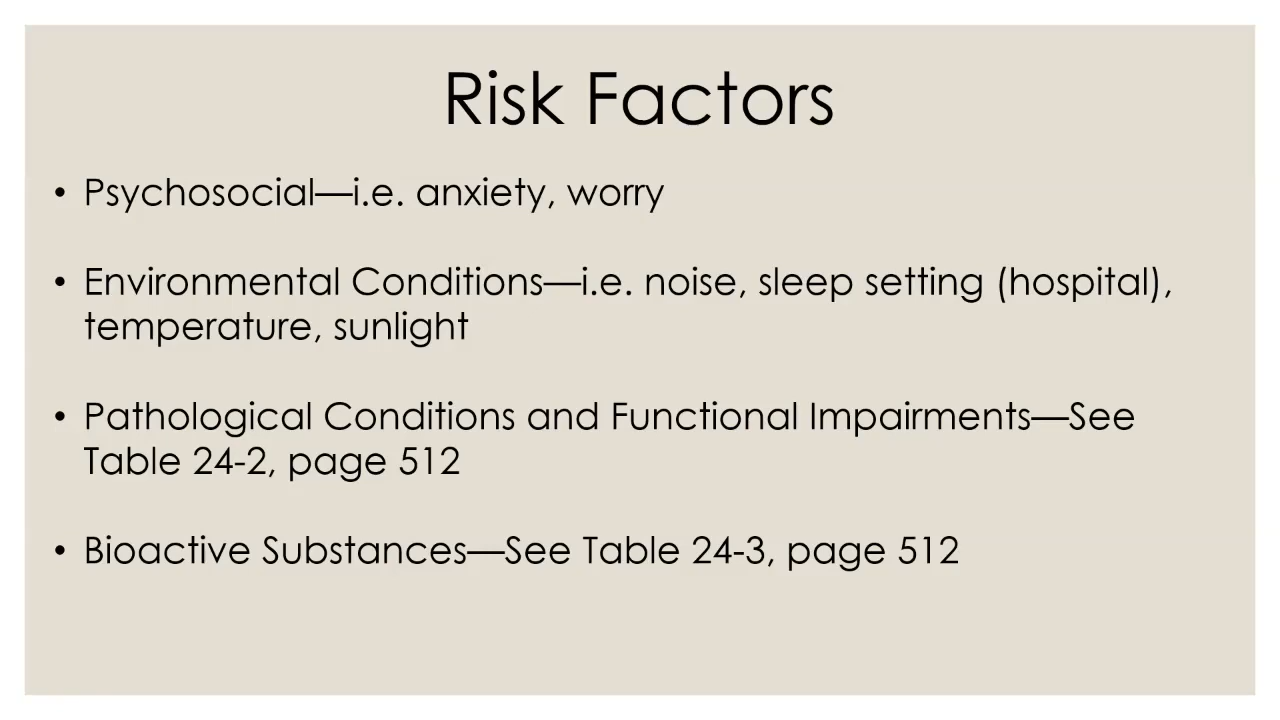 Risk Factors
• Psychosocial—i.e. anxiety, worry
• Environmental Conditions—i.e. noise, sleep setting (hospital),
temperature, sunlight
• Pathological Conditions and Functional Impairments—See
Table 24-2, page 512
• Bioactive Substances—See Table 24-3, page 512